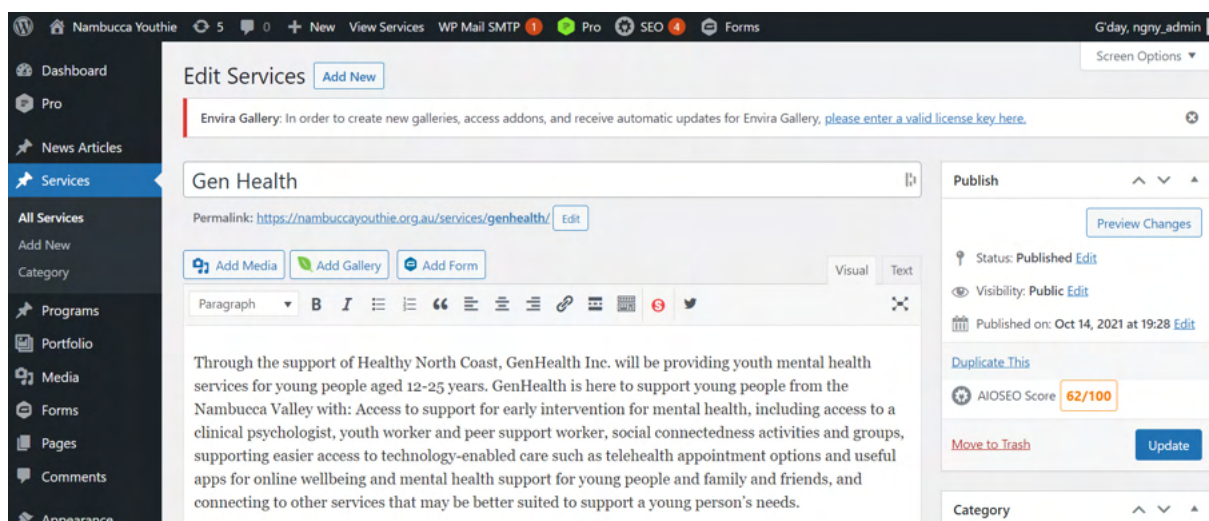 Nambucca Youthie 5 0 New View Services WP Mail SMTP 1 Pro SEO 4 Forms G'day, ngny_admin
Screen Options
Dashboard
Pro
News Articles
Services
All Services
Add New
Category
Programs
Portfolio
Media
Forms
Pages
Comments
Appearance
Edit Services Add New
Envira Gallery: In order to create new galleries, access addons, and receive automatic updates for Envira Gallery, please enter a valid license key here.
Gen Health
Permalink: https://nambuccayouthie.org.au/services/genhealth/ Edit
Add Media Add Gallery Add Form
Visual Text
Paragraph B I
Through the support of Healthy North Coast, GenHealth Inc. will be providing youth mental health
services for young people aged 12-25 years. GenHealth is here to support young people from the
Nambucca Valley with: Access to support for early intervention for mental health, including access to a
clinical psychologist, youth worker and peer support worker, social connectedness activities and groups,
supporting easier access to technology-enabled care such as telehealth appointment options and useful
apps for online wellbeing and mental health support for young people and family and friends, and
connecting to other services that may be better suited to support a young person's needs.
Publish
Preview Changes
Status: Published Edit
Visibility: Public Edit
Published on: Oct 14, 2021 at 19:28 Edit
Duplicate This
AIOSEO Score 62/100
Move to Trash Update
Category